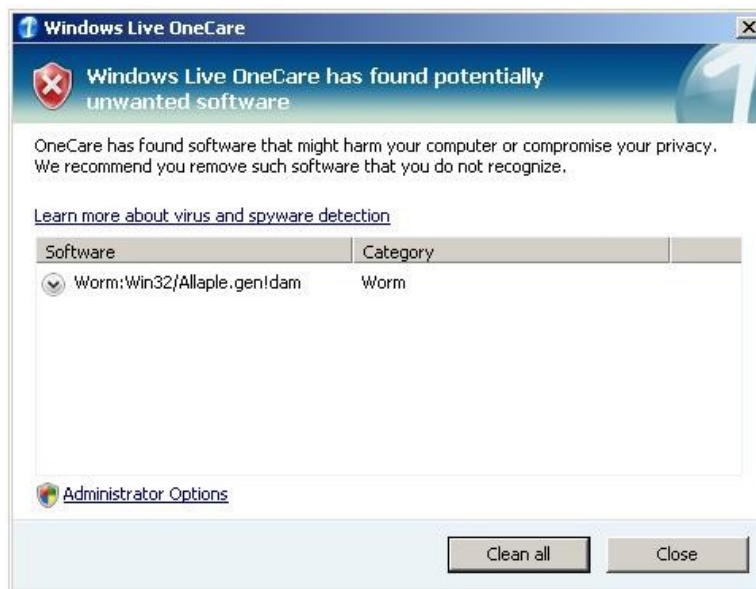 Windows Live OneCare
Windows Live OneCare has found potentially
unwanted software
OneCare has found software that might harm your computer or compromise your privacy.
We recommend you remove such software that you do not recognize.
Learn more about virus and spyware detection
Software Category
Worm:Win32/Allaple.gen!dam Worm
Administrator Options
Clean all Close